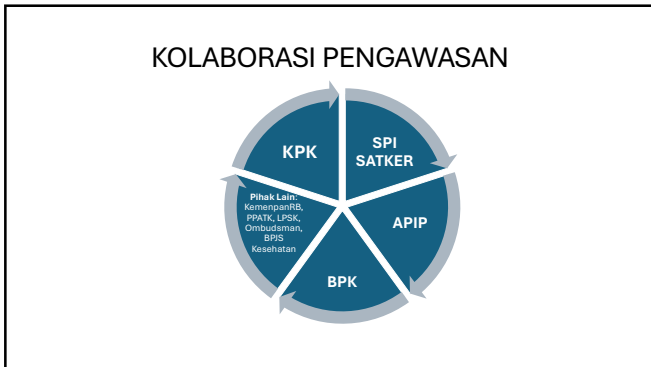 KOLABORASI PENGAWASAN
KPK
SPI
SATKER
Pihak Lain:
KemenpanRB,
PPATK, LPSK,
Ombudsman,
BPJS
Kesehatan
APIP
BPK